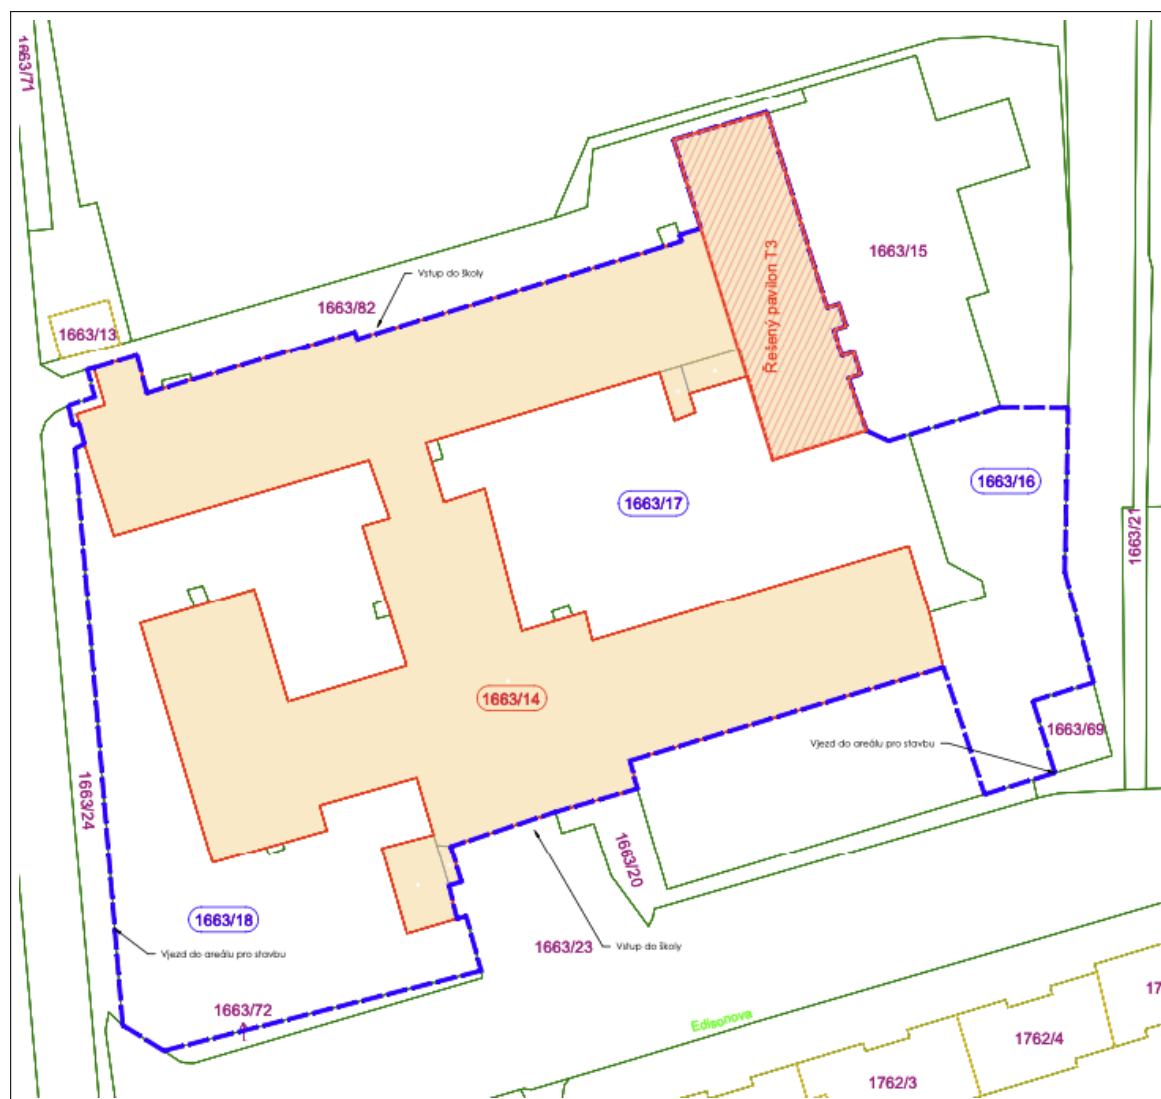 1663/71
1663/15
Vstup do školy
1663/82
1663/13
Řešený pavilon T3
1663/16
1663/17
1663/21
1663/14
1663/69
Vjezd do areálu pro stavbu
1663/24
1663/20
1663/18
1663/23
Vstup do školy
Vjezd do areálu pro stavbu
1663/72
Edisonova
1762/4
17
1762/3